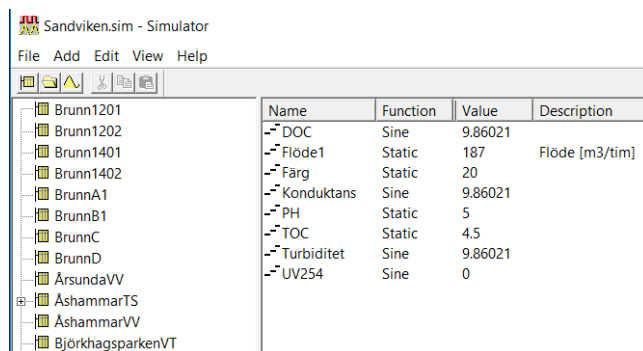 Sandviken.sim - Simulator
File Add Edit View Help
Brunn1201
Brunn1202
Brunn1401
Brunn1402
BrunnA1
BrunnB1
BrunnC
BrunnD
ÅrsundaVV
ÅshammarTS
ÅshammarVV
BjörkhagsparkenVT
Name Function Value Description
DOC Sine 9.86021
Flöde1 Static 187 Flöde [m3/tim]
Färg Static 20
Konduktans Sine 9.86021
PH Static 5
TOC Static 4.5
Turbiditet Sine 9.86021
UV254 Sine 0